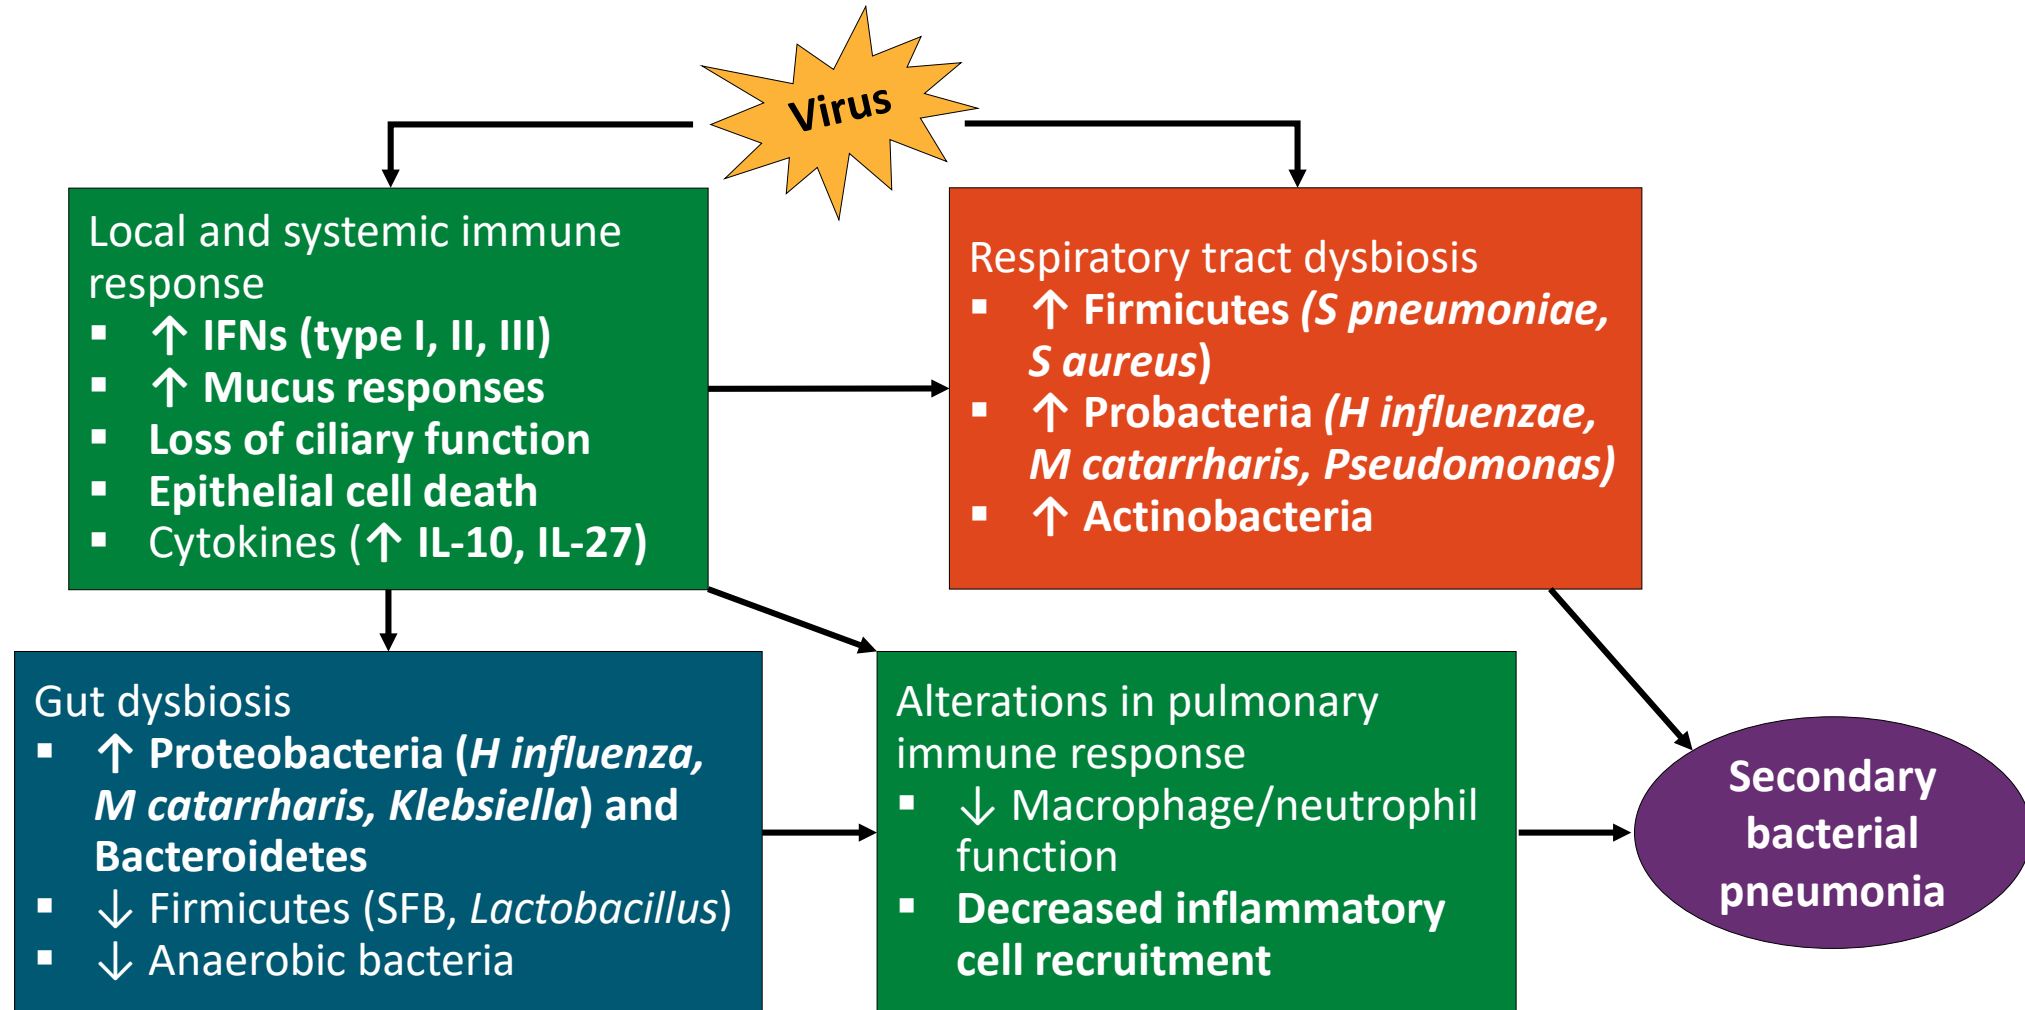 Virus
Local and systemic immune
response
▪ ↑ IFNs (type I, II, III)
▪ ↑ Mucus responses
▪ Loss of ciliary function
▪ Epithelial cell death
▪ Cytokines (↑ IL-10, IL-27)
Respiratory tract dysbiosis
▪ ↑ Firmicutes (S pneumoniae,
S aureus)
▪ ↑ Probacteria (H influenzae,
M catarrharis, Pseudomonas)
▪ ↑ Actinobacteria
Gut dysbiosis
▪ ↑ Proteobacteria (H influenza,
M catarrharis, Klebsiella) and
Bacteroidetes
▪ ↓ Firmicutes (SFB, Lactobacillus)
▪ ↓ Anaerobic bacteria
Alterations in pulmonary
immune response
▪ ↓ Macrophage/neutrophil
function
▪ Decreased inflammatory
cell recruitment
Secondary
bacterial
pneumonia